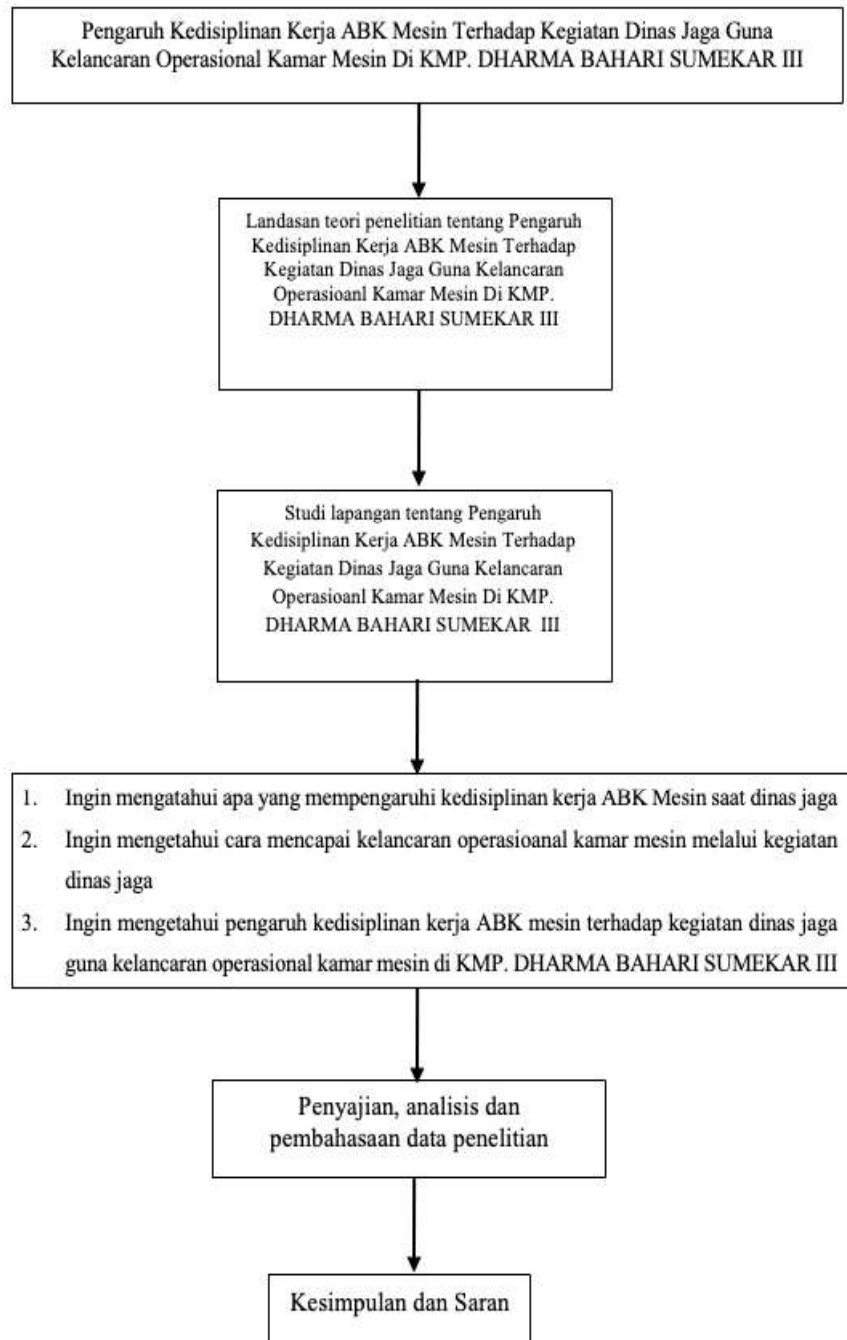 Pengaruh Kedisiplinan Kerja ABK Mesin Terhadap Kegiatan Dinas Jaga Guna
Kelancaran Operasional Kamar Mesin Di KMP. DHARMA BAHARI SUMEKAR III
Landasan teori penelitian tentang Pengaruh
Kedisiplinan Kerja ABK Mesin Terhadap
Kegiatan Dinas Jaga Guna Kelancaran
Operasioanl Kamar Mesin Di KMP.
DHARMA BAHARI SUMEKAR III
Studi lapangan tentang Pengaruh
Kedisiplinan Kerja ABK Mesin Terhadap
Kegiatan Dinas Jaga Guna Kelancaran
Operasioanl Kamar Mesin Di KMP.
DHARMA BAHARI SUMEKAR III
1. Ingin mengatahui apa yang mempengaruhi kedisiplinan kerja ABK Mesin saat dinas jaga
2. Ingin mengetahui cara mencapai kelancaran operasioanal kamar mesin melalui kegiatan
dinas jaga
3. Ingin mengetahui pengaruh kedisiplinan kerja ABK mesin terhadap kegiatan dinas jaga
guna kelancaran operasional kamar mesin di KMP. DHARMA BAHARI SUMEKAR III
Penyajian, analisis dan
pembahasaan data penelitian
Kesimpulan dan Saran